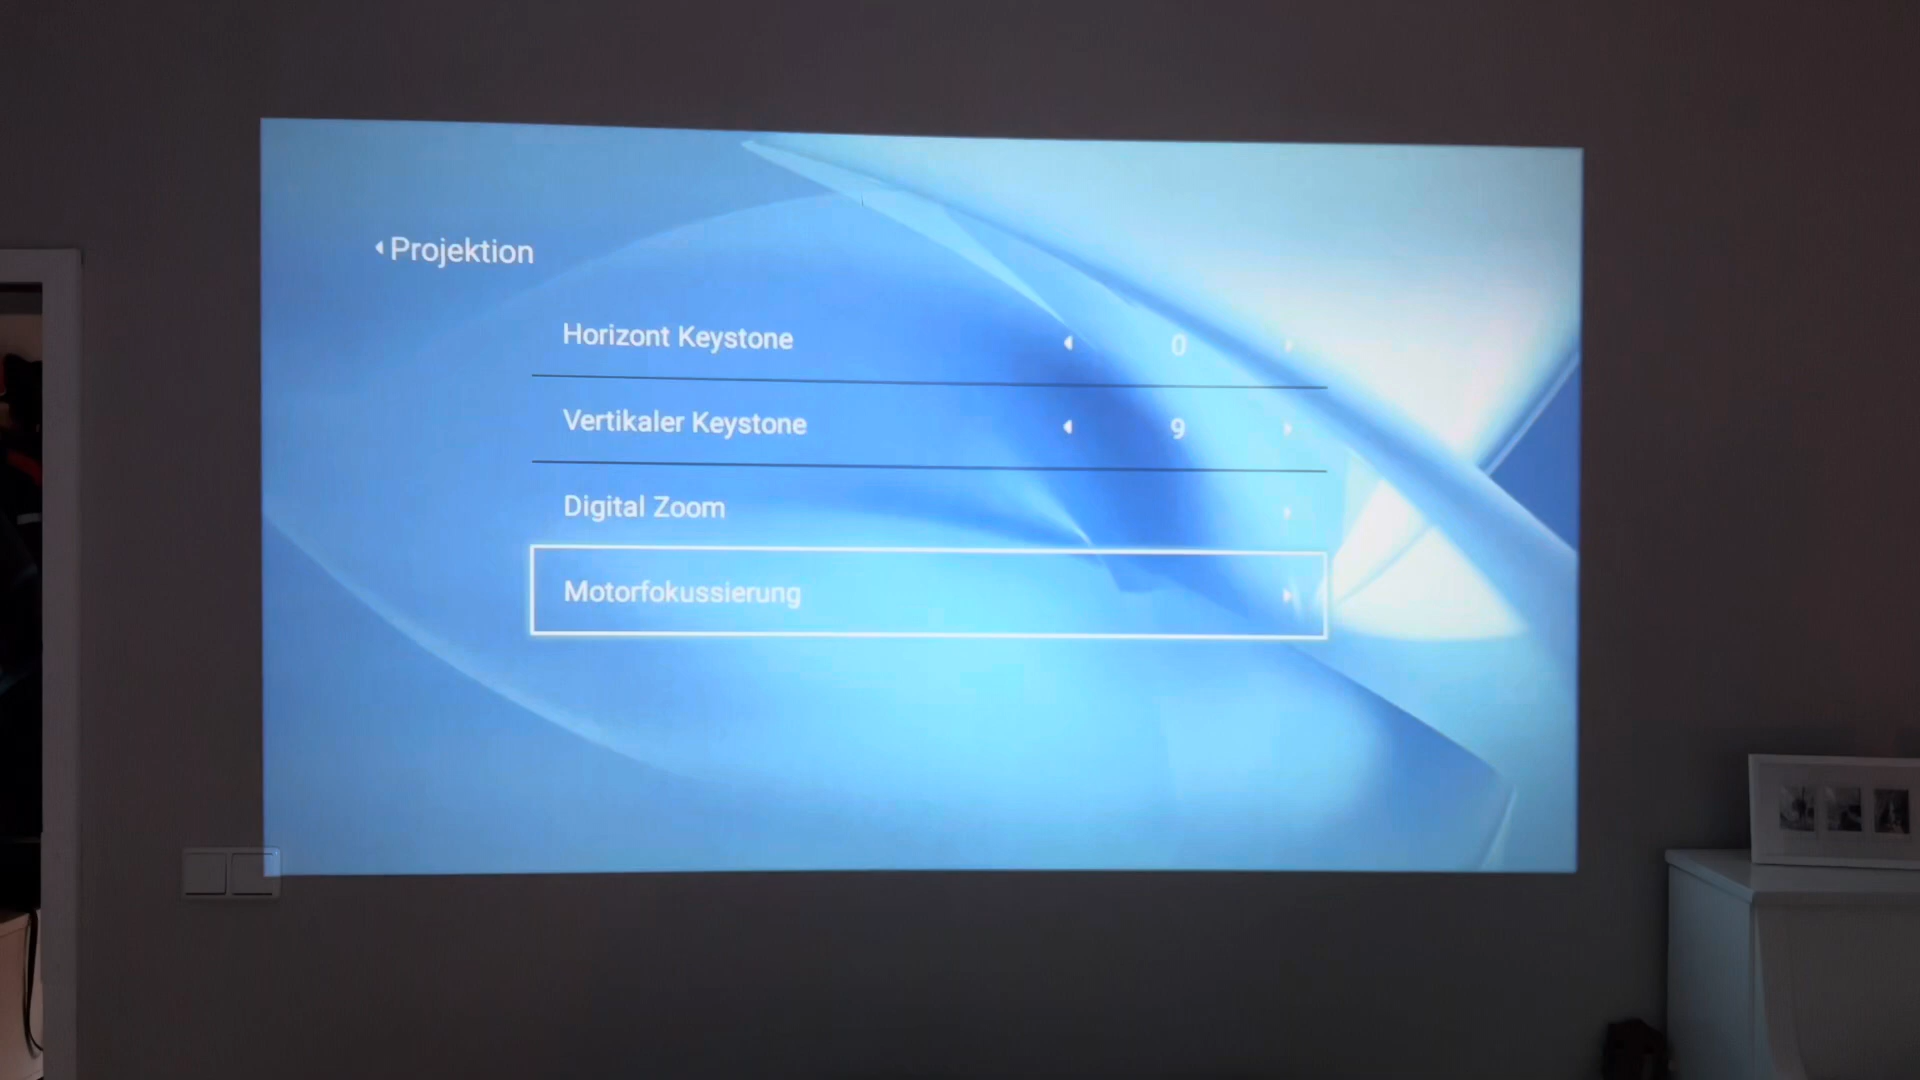 Projektion
Horizont Keystone 0
Vertikaler Keystone 9
Digital Zoom
Motorfokussierung